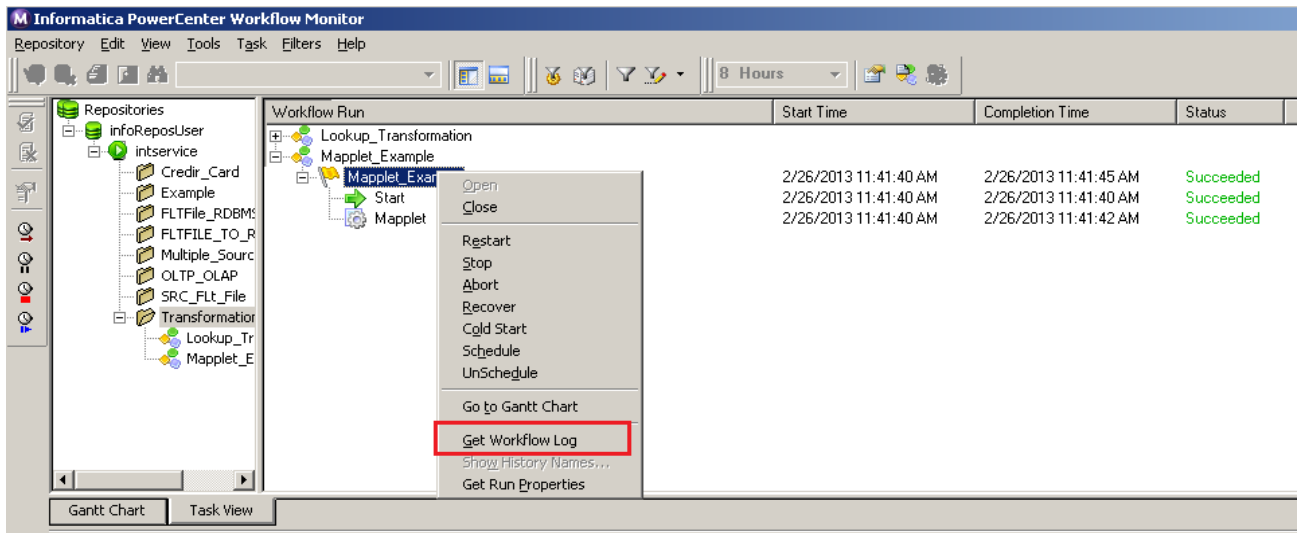 Informatica PowerCenter Workflow Monitor
Repository Edit View Tools Task Filters Help
8 Hours
Repositories
infoReposUser
intservice
Credir_Card
Example
FLTFile_RDBMS
FLTFILE_TO_R
Multiple_Sourc
OLTP_OLAP
SRC_FLt_File
Transformation
Lookup_Tr
Mapplet_E
Workflow Run Start Time Completion Time Status
Lookup_Transformation
Mapplet_Example
Mapplet_Exam 2/26/2013 11:41:40 AM 2/26/2013 11:41:45 AM Succeeded
Start 2/26/2013 11:41:40 AM 2/26/2013 11:41:40 AM Succeeded
Mapplet 2/26/2013 11:41:40 AM 2/26/2013 11:41:42 AM Succeeded
Open
Close
Restart
Stop
Abort
Recover
Cold Start
Schedule
UnSchedule
Go to Gantt Chart
Get Workflow Log
Show History Names...
Get Run Properties
Gantt Chart Task View